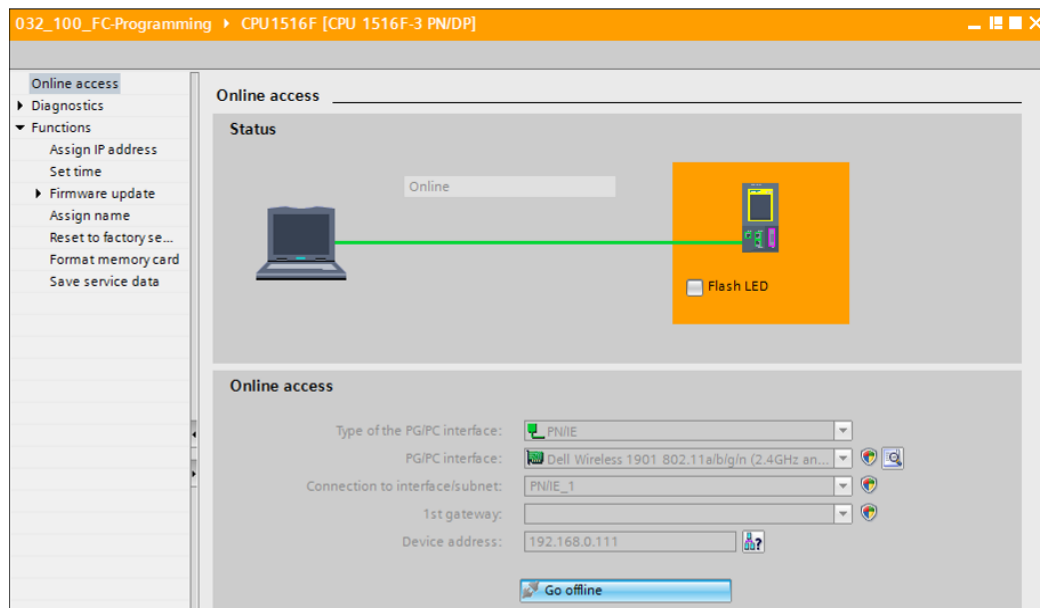 032_100_FC-Programming ▸ CPU1516F [CPU 1516F-3 PN/DP]
Online access
Diagnostics
Functions
Assign IP address
Set time
Firmware update
Assign name
Reset to factory se...
Format memory card
Save service data
Online access
Status
Online
Flash LED
Online access
Type of the PG/PC interface: PN/IE
PG/PC interface: Dell Wireless 1901 802.11a/b/g/n (2.4GHz an...
Connection to interface/subnet: PN/IE_1
1st gateway:
Device address: 192.168.0.111
Go offline